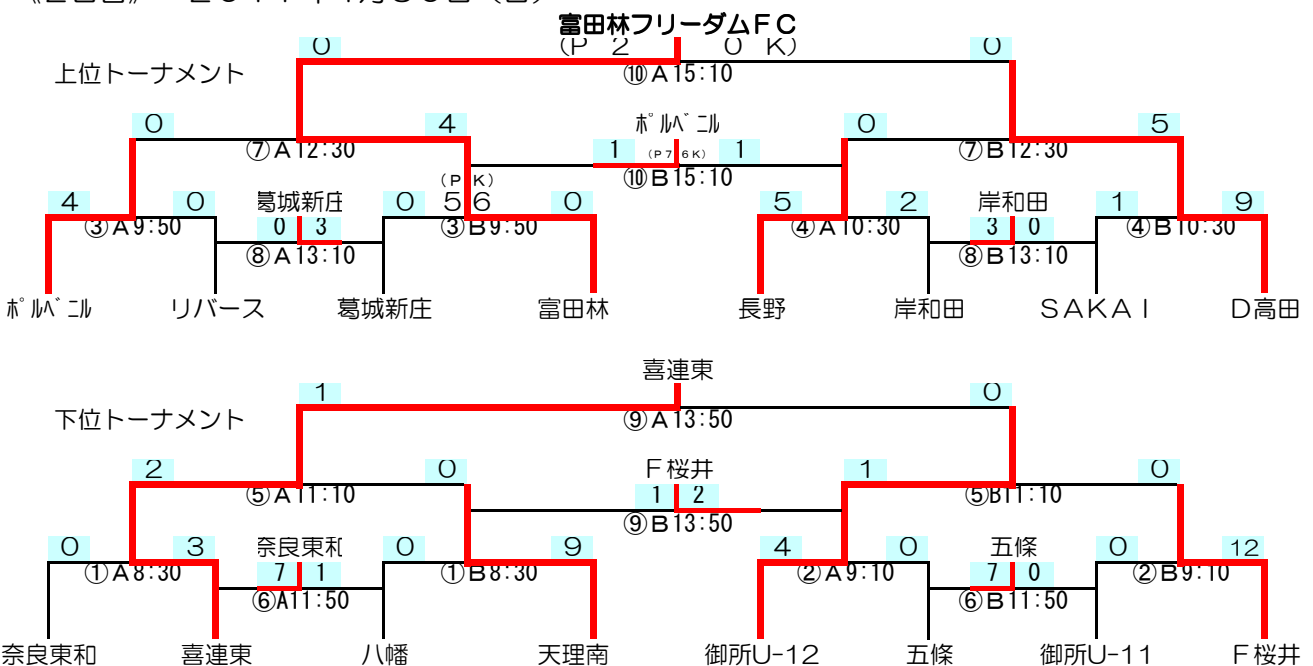 富田林フリーダムＦＣ
0 (P 2 0 K) 0
上位トーナメント ⑩A15:10
0 4 ﾎﾟﾙﾍﾞﾆﾙ 0 5
⑦A12:30 1 (P7 6K) 1 ⑦B12:30
⑩B15:10
(P K)
4 0 葛城新庄 0 5 6 0 5 2 岸和田 1 9
③A9:50 0 3 ③B9:50 ④A10:30 3 0 ④B10:30
⑧A13:10 ⑧B13:10
ﾎﾟﾙﾍﾞﾆﾙ リバース 葛城新庄 富田林 長野 岸和田 ＳＡＫＡＩ Ｄ高田
喜連東
1 0
下位トーナメント ⑨A13:50
2 0 Ｆ桜井 1 0
⑤A11:10 1 2 ⑤B11:10
⑨B13:50
0 3 奈良東和 0 9 4 0 五條 0 12
①A8:30 7 1 ①B8:30 ②A9:10 7 0 ②B9:10
⑥A11:50 ⑥B11:50
奈良東和 喜連東 八幡 天理南 御所U-12 五條 御所U-11 Ｆ桜井